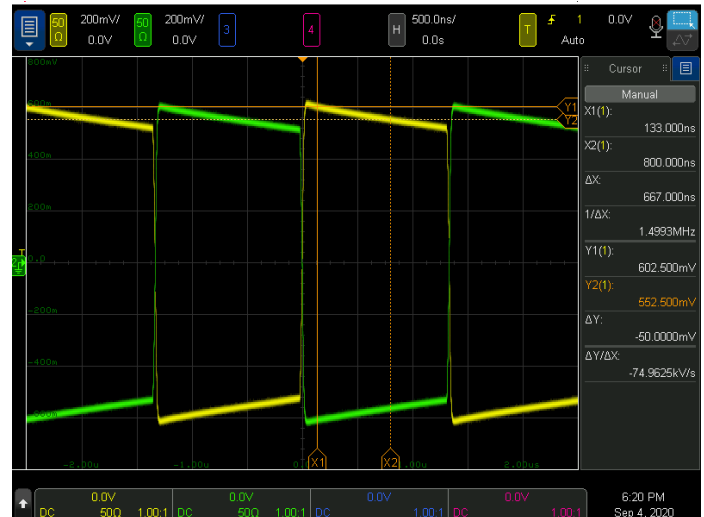 50Ω 200mV/ 0.0V 50Ω 200mV/ 0.0V 3 4 H 500.0ns/ 0.0s T 1 0.0V Auto
Cursor
Manual
800mV
600m
400m
200m
0.0
-200m
-400m
-600m
-2.00u -1.00u 2.00us
T
Y1
Y2
X1
X2
X1(1):
133.000ns
X2(1):
800.000ns
ΔX:
667.000ns
1/ΔX:
1.4993MHz
Y1(1):
602.500mV
Y2(1):
552.500mV
ΔY:
-50.0000mV
ΔY/ΔX:
-74.9625kV/s
0.0V 0.0V 0.0V 0.0V
DC 50Ω 1.00:1 DC 50Ω 1.00:1 DC 1.00:1 DC 1.00:1
6:20 PM
Sep 4, 2020